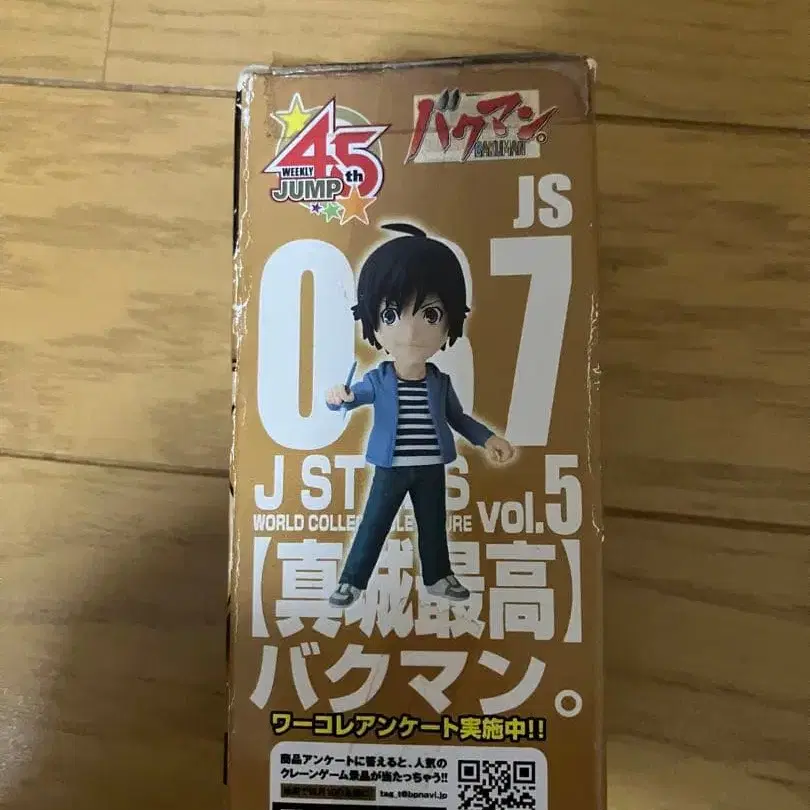 WEEKLY
JUMP
45th
バクマン。
BAKUMAN
JS
0 7
J ST S
WORLD COLLE URE
vol.5
【真城最高】
バクマン。
ワーコレアンケート実施中!!
商品アンケートに答えると、人気の
クレーンゲーム景品が当たっちゃう!!
tag_t@bpnavi.jp